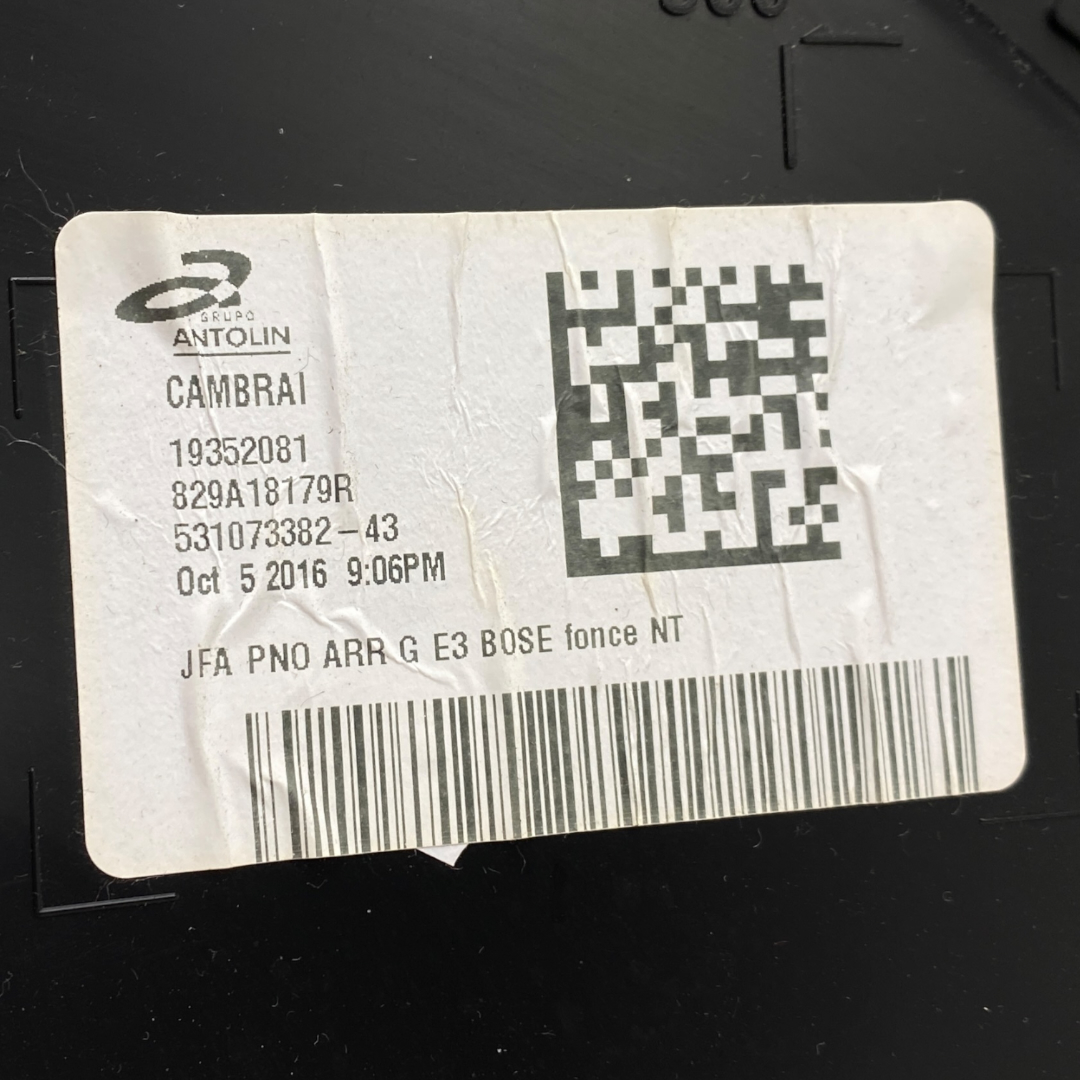 GRUPO
ANTOLIN
CAMBRAI
19352081
829A18179R
531073382-43
Oct 5 2016 9:06PM
JFA PNO ARR G E3 BOSE fonce NT